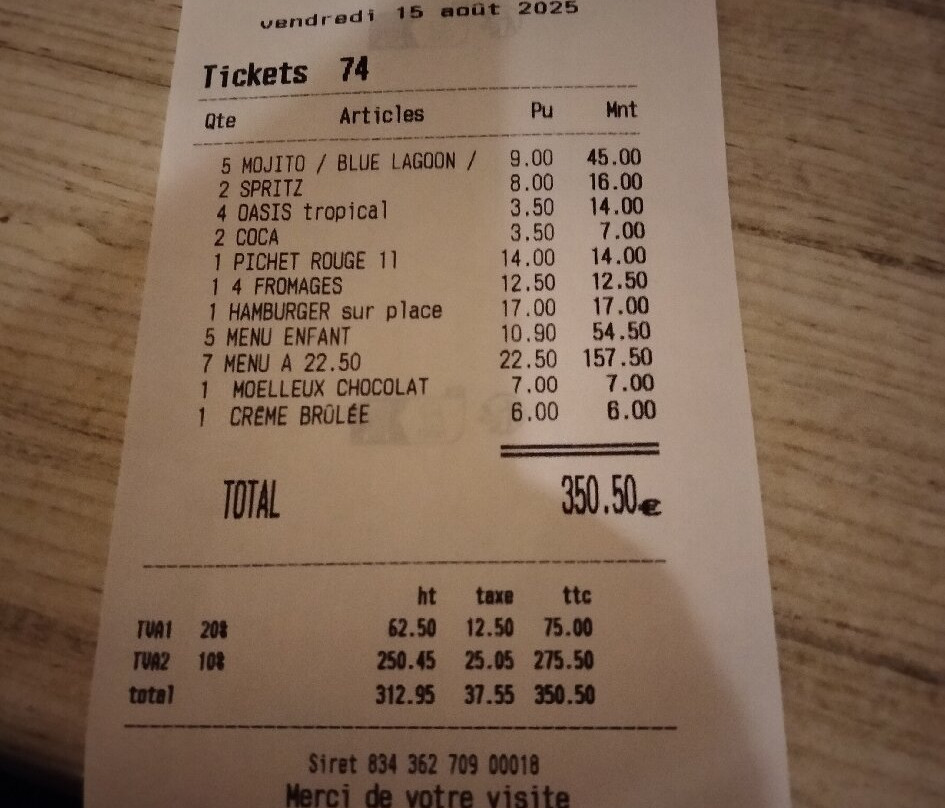 vendredi 15 août 2025
Tickets 74
Qte Articles Pu Mnt
5 MOJITO / BLUE LAGOON / 9.00 45.00
2 SPRITZ 8.00 16.00
4 OASIS tropical 3.50 14.00
2 COCA 3.50 7.00
1 PICHET ROUGE 1l 14.00 14.00
1 4 FROMAGES 12.50 12.50
1 HAMBURGER sur place 17.00 17.00
5 MENU ENFANT 10.90 54.50
7 MENU A 22.50 22.50 157.50
1 MOELLEUX CHOCOLAT 7.00 7.00
1 CRÊME BRÛLÉE 6.00 6.00
TOTAL 350.50€
ht taxe ttc
TVA1 20% 62.50 12.50 75.00
TVA2 10% 250.45 25.05 275.50
total 312.95 37.55 350.50
Siret 834 362 709 00018
Merci de votre visite